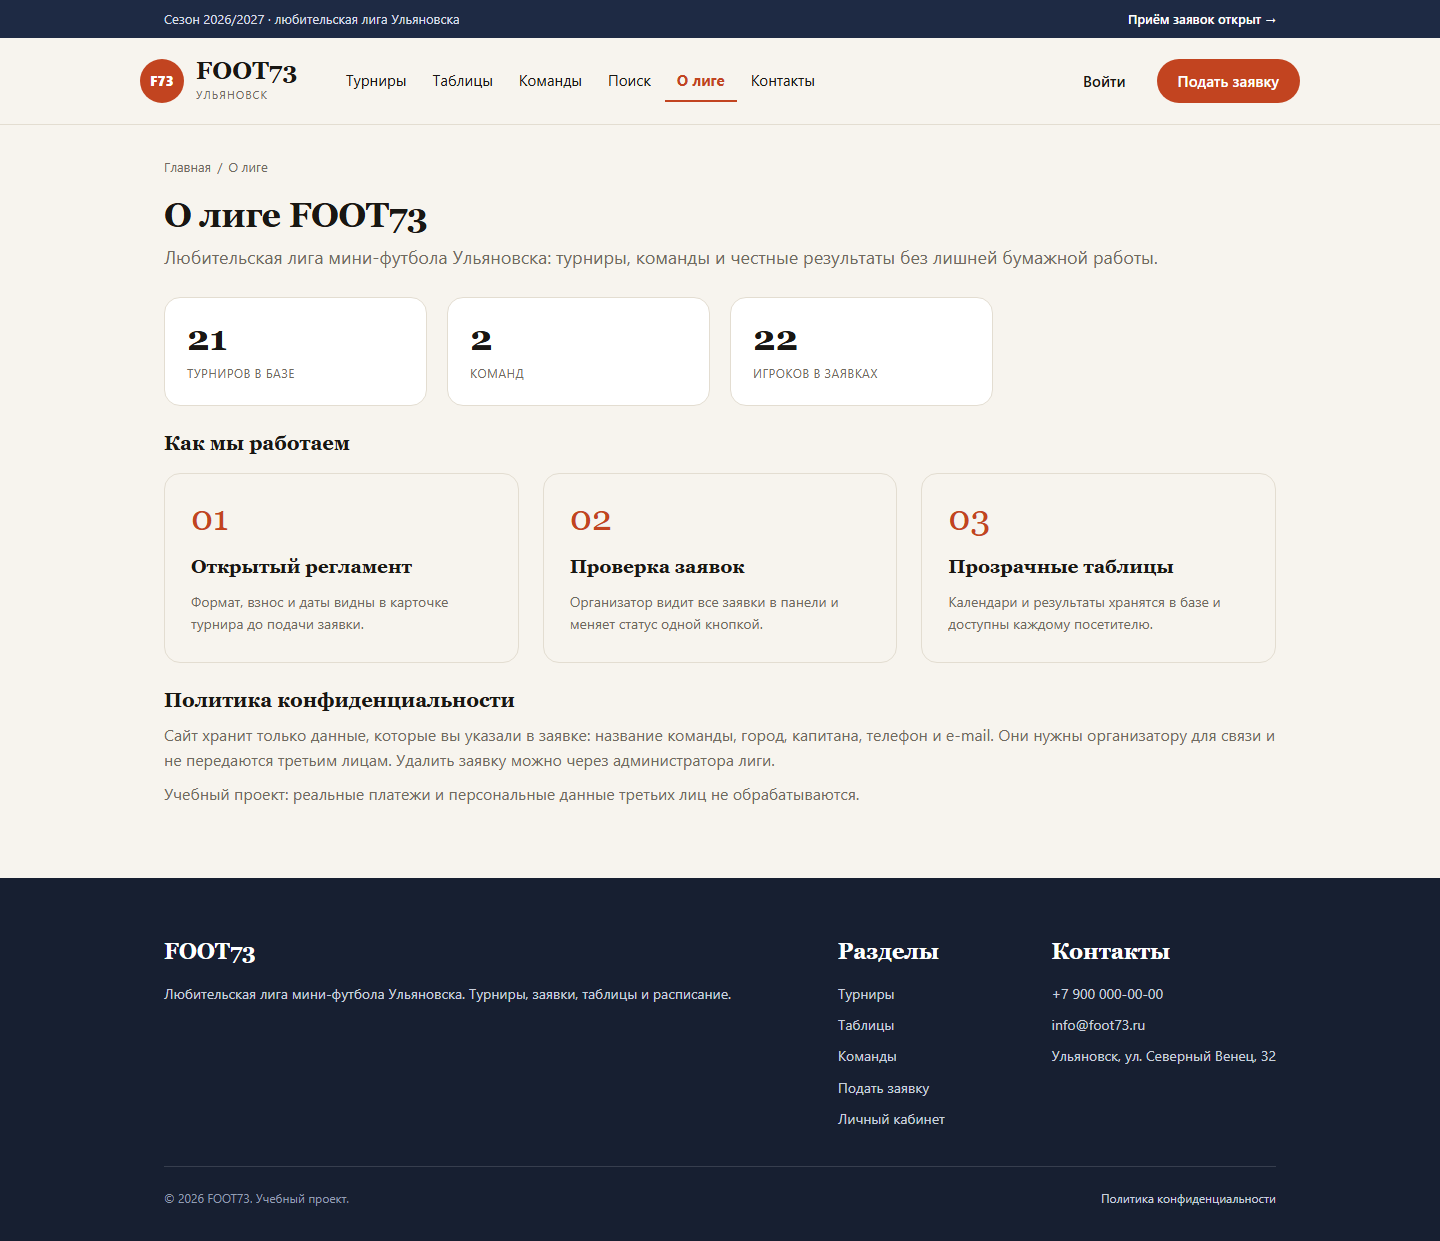 Сезон 2026/2027 · любительская лига Ульяновска
Приём заявок открыт →
F73
FOOT73
УЛЬЯНОВСК
Турниры
Таблицы
Команды
Поиск
О лиге
Контакты
Войти
Подать заявку
Главная / О лиге
О лиге FOOT73
Любительская лига мини-футбола Ульяновска: турниры, команды и честные результаты без лишней бумажной работы.
21
ТУРНИРОВ В БАЗЕ
2
КОМАНД
22
ИГРОКОВ В ЗАЯВКАХ
Как мы работаем
01
Открытый регламент
Формат, взнос и даты видны в карточке
турнира до подачи заявки.
02
Проверка заявок
Организатор видит все заявки в панели и
меняет статус одной кнопкой.
03
Прозрачные таблицы
Календари и результаты хранятся в базе и
доступны каждому посетителю.
Политика конфиденциальности
Сайт хранит только данные, которые вы указали в заявке: название команды, город, капитана, телефон и e-mail. Они нужны организатору для связи и
не передаются третьим лицам. Удалить заявку можно через администратора лиги.
Учебный проект: реальные платежи и персональные данные третьих лиц не обрабатываются.
FOOT73
Любительская лига мини-футбола Ульяновска. Турниры, заявки, таблицы и расписание.
Разделы
Турниры
Таблицы
Команды
Подать заявку
Личный кабинет
Контакты
+7 900 000-00-00
info@foot73.ru
Ульяновск, ул. Северный Венец, 32
© 2026 FOOT73. Учебный проект.
Политика конфиденциальности